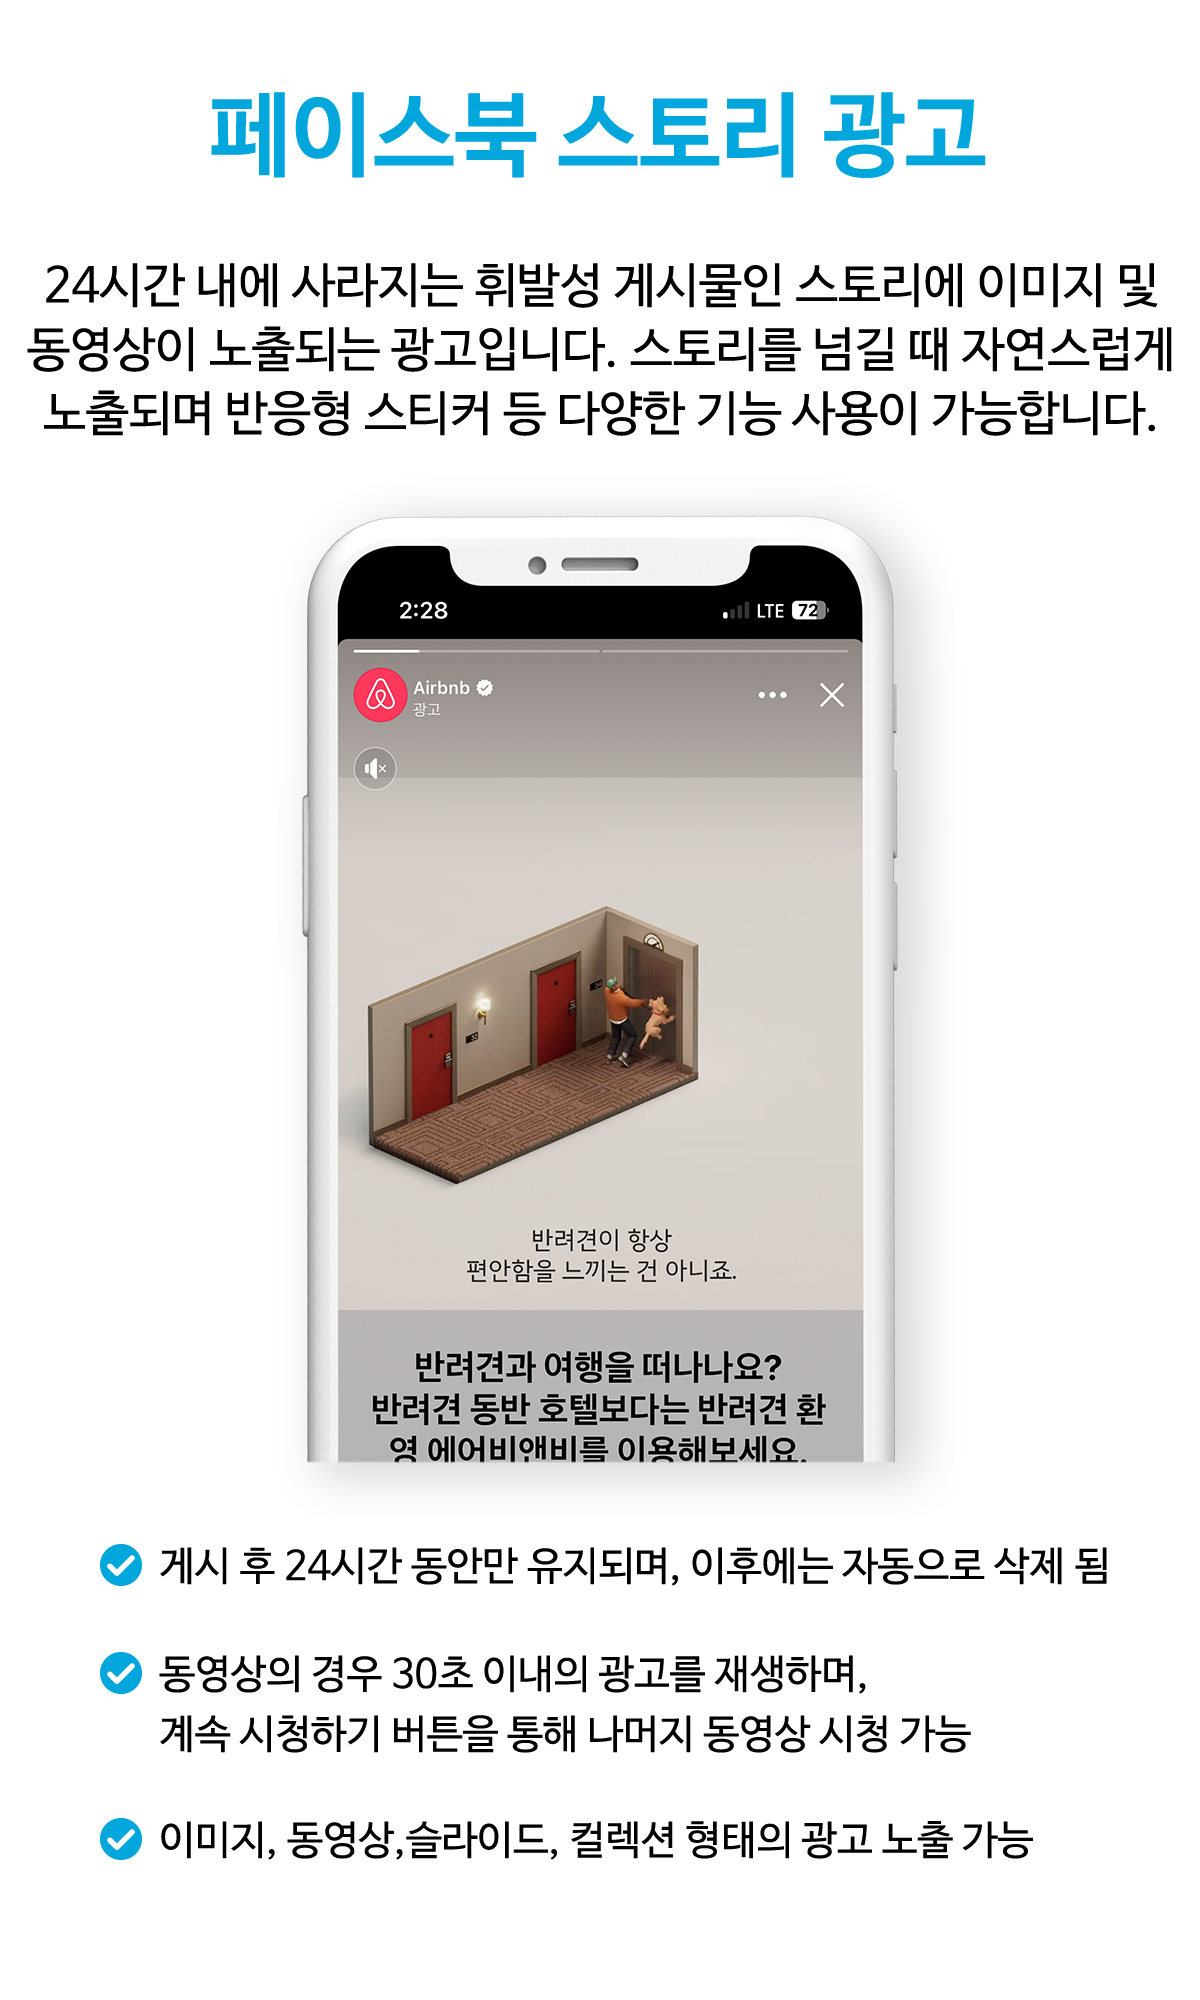 페이스북 스토리 광고
24시간 내에 사라지는 휘발성 게시물인 스토리에 이미지 및
동영상이 노출되는 광고입니다. 스토리를 넘길 때 자연스럽게
노출되며 반응형 스티커 등 다양한 기능 사용이 가능합니다.
2:28
LTE 72
Airbnb
광고
반려견이 항상
편안함을 느끼는 건 아니죠.
반려견과 여행을 떠나나요?
반려견 동반 호텔보다는 반려견 환
영 에어비앤비를 이용해보세요.
게시 후 24시간 동안만 유지되며, 이후에는 자동으로 삭제 됨
동영상의 경우 30초 이내의 광고를 재생하며,
계속 시청하기 버튼을 통해 나머지 동영상 시청 가능
이미지, 동영상,슬라이드, 컬렉션 형태의 광고 노출 가능